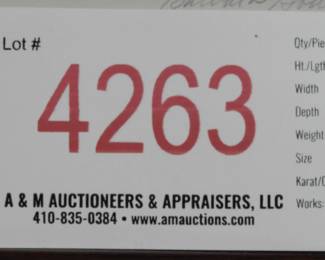 Lot #
4263
A & M AUCTIONEERS & APPRAISERS, LLC
410-835-0384 • www.amauctions.com
Qty/Pie
Ht./Lgth
Width
Depth
Weight
Size
Karat/D
Works: